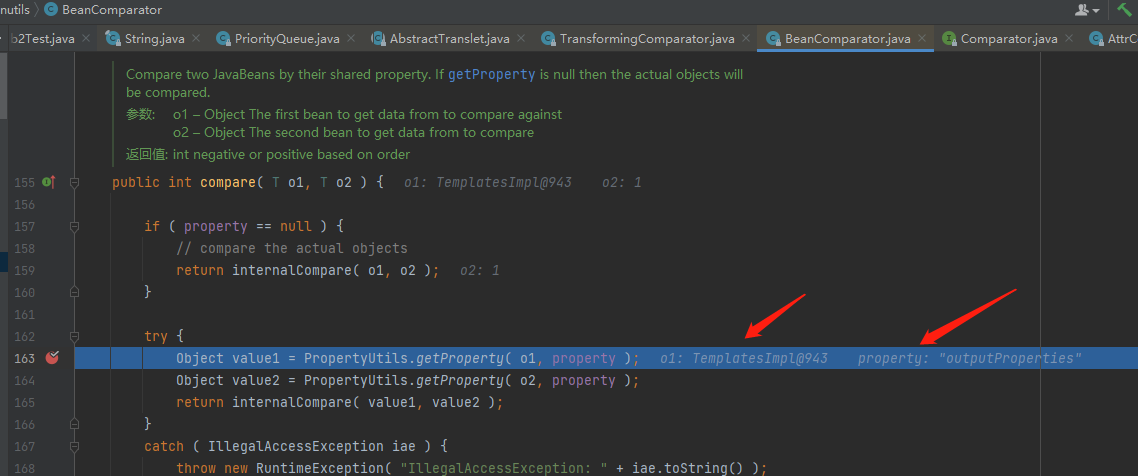 nutils BeanComparator
b2Test.java String.java PriorityQueue.java AbstractTranslet.java TransformingComparator.java BeanComparator.java Comparator.java AttrC
Compare two JavaBeans by their shared property. If getProperty is null then the actual objects will
be compared.
参数: o1 – Object The first bean to get data from to compare against
o2 – Object The second bean to get data from to compare
返回值: int negative or positive based on order
155 public int compare( T o1, T o2 ) { o1: TemplatesImpl@943 o2: 1
156
157 if ( property == null ) {
158 // compare the actual objects
159 return internalCompare( o1, o2 ); o2: 1
160 }
161
162 try {
163 Object value1 = PropertyUtils.getProperty( o1, property ); o1: TemplatesImpl@943 property: "outputProperties"
164 Object value2 = PropertyUtils.getProperty( o2, property );
165 return internalCompare( value1, value2 );
166 }
167 catch ( IllegalAccessException iae ) {
168 throw new RuntimeException( "IllegalAccessException: " + iae.toString() );